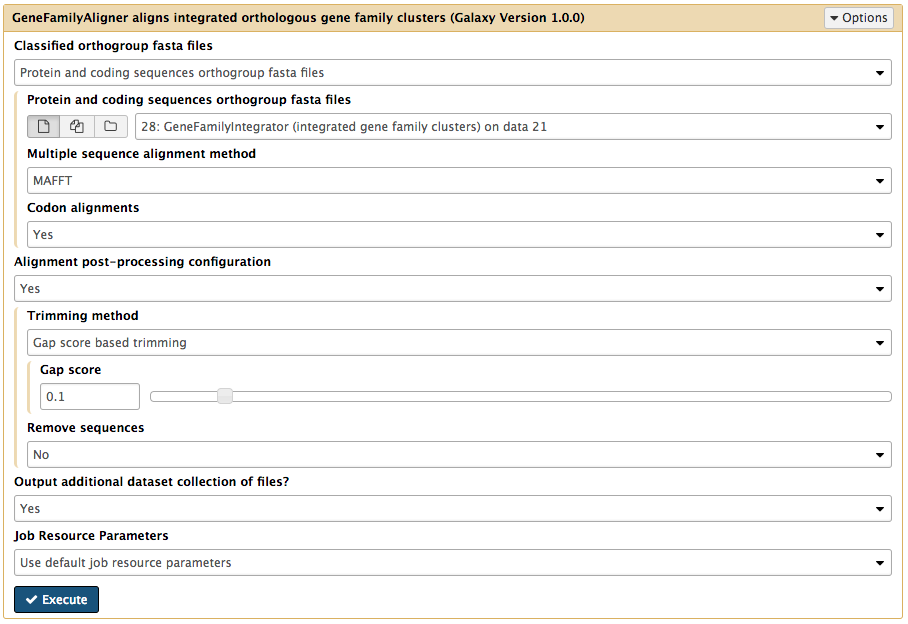 GeneFamilyAligner aligns integrated orthologous gene family clusters (Galaxy Version 1.0.0) Options
Classified orthogroup fasta files
Protein and coding sequences orthogroup fasta files
Protein and coding sequences orthogroup fasta files
28: GeneFamilyIntegrator (integrated gene family clusters) on data 21
Multiple sequence alignment method
MAFFT
Codon alignments
Yes
Alignment post-processing configuration
Yes
Trimming method
Gap score based trimming
Gap score
0.1
Remove sequences
No
Output additional dataset collection of files?
Yes
Job Resource Parameters
Use default job resource parameters
Execute